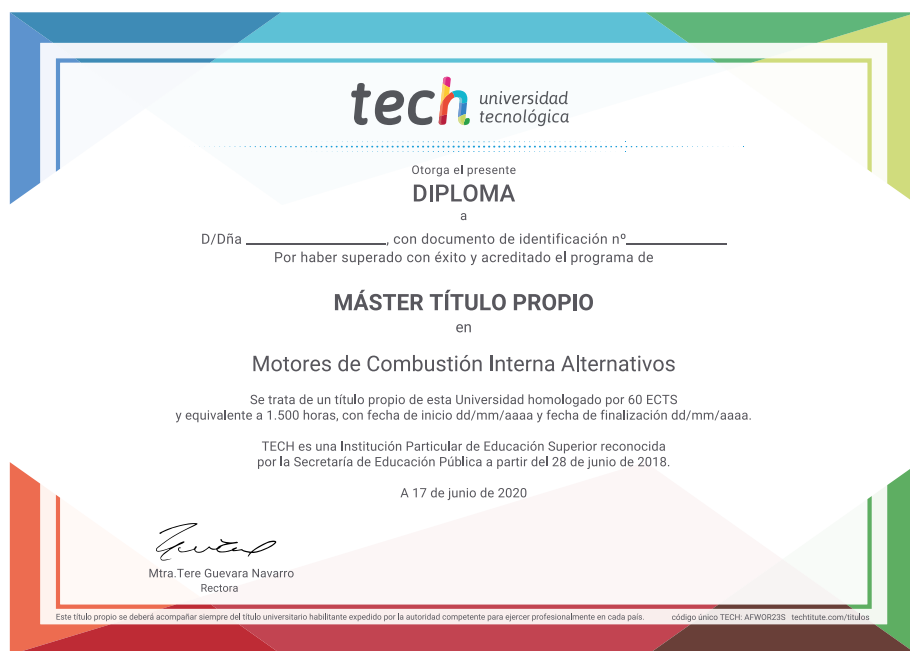 tech universidad
tecnológica
Otorga el presente
DIPLOMA
a
D/Dña ________________, con documento de identificación nº____________
Por haber superado con éxito y acreditado el programa de
MÁSTER TÍTULO PROPIO
en
Motores de Combustión Interna Alternativos
Se trata de un título propio de esta Universidad homologado por 60 ECTS
y equivalente a 1.500 horas, con fecha de inicio dd/mm/aaaa y fecha de finalización dd/mm/aaaa.
TECH es una Institución Particular de Educación Superior reconocida
por la Secretaría de Educación Pública a partir del 28 de junio de 2018.
A 17 de junio de 2020
Mtra.Tere Guevara Navarro
Rectora
Este título propio se deberá acompañar siempre del título universitario habilitante expedido por la autoridad competente para ejercer profesionalmente en cada país. código único TECH: AFWOR23S techtitute.com/titulos